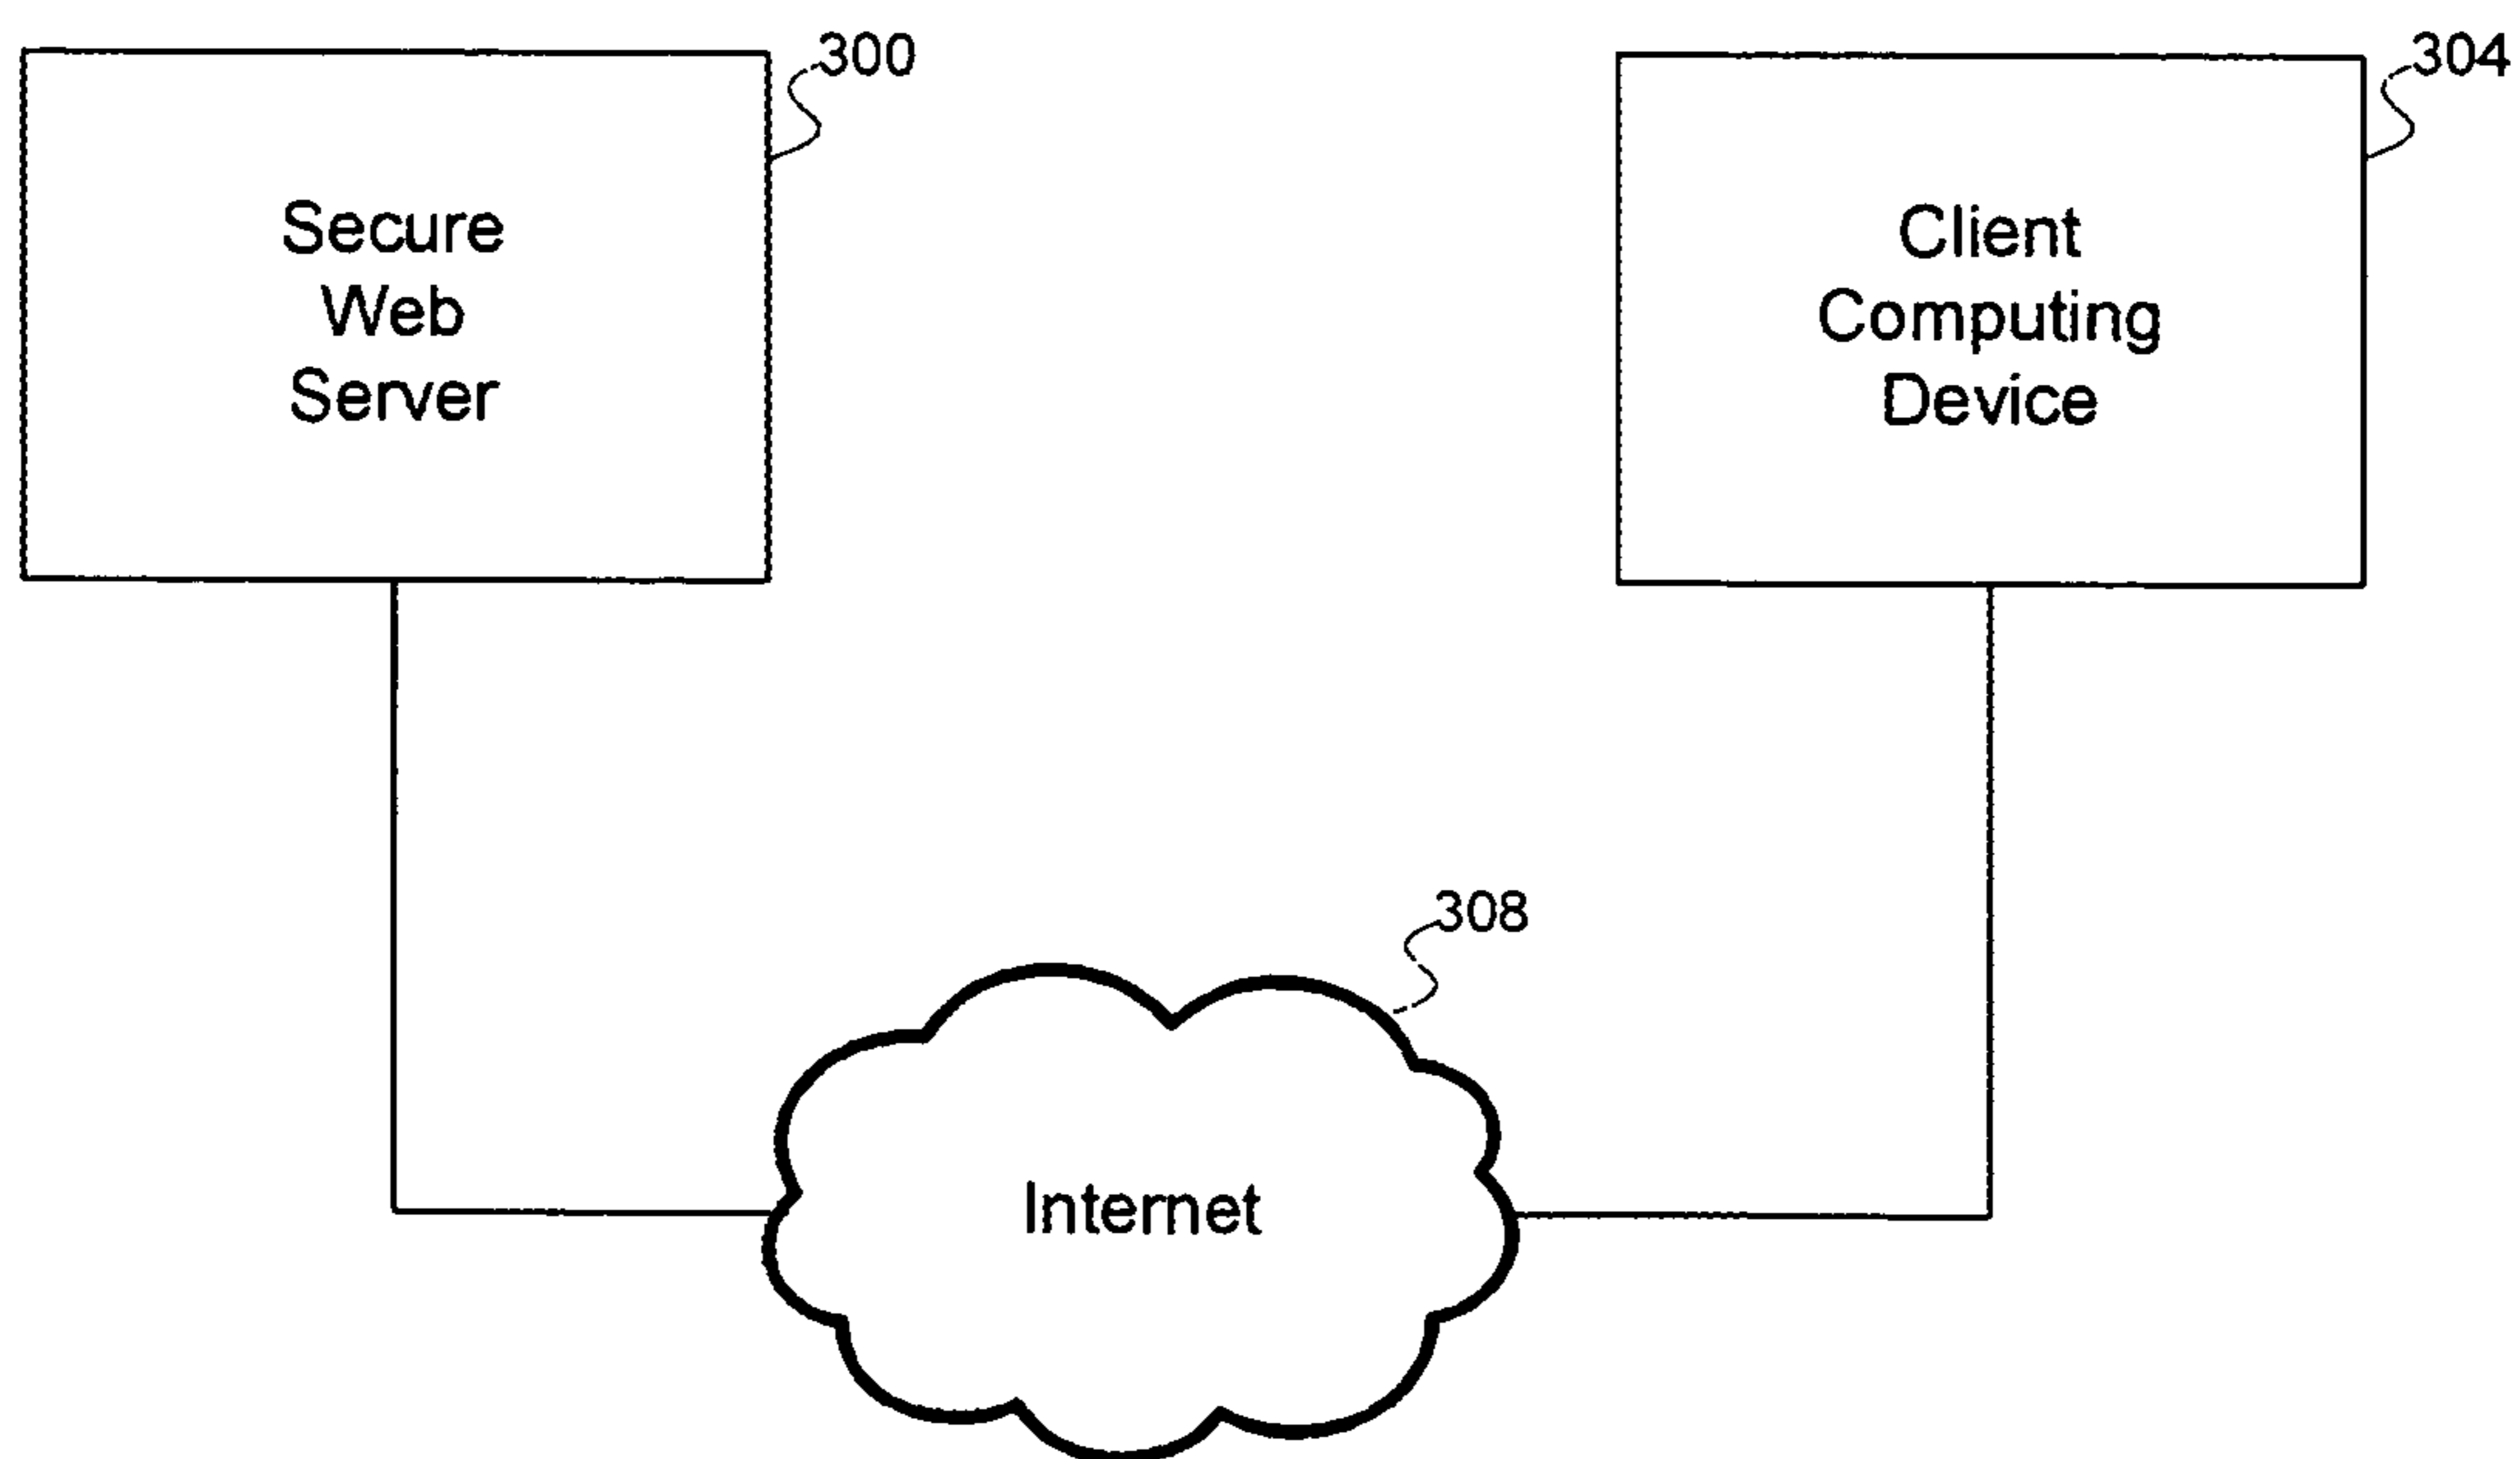 300
Secure
Web
Server
304
Client
Computing
Device
308
Internet